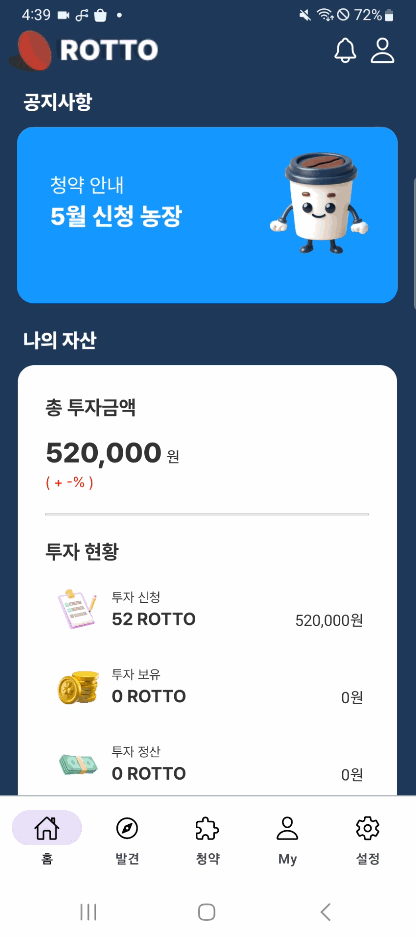 4:39
72%
ROTTO
공지사항
청약 안내
5월 신청 농장
나의 자산
총 투자금액
520,000 원
( + -% )
투자 현황
투자 신청
52 ROTTO
520,000원
투자 보유
0 ROTTO
0원
투자 정산
0 ROTTO
0원
홈
발견
청약
My
설정